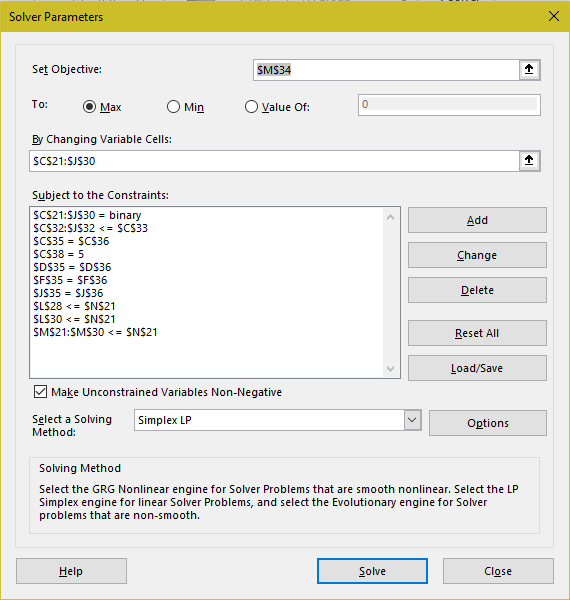 Solver Parameters
Set Objective: $M$34
To: Max Min Value Of: 0
By Changing Variable Cells:
$C$21:$J$30
Subject to the Constraints:
$C$21:$J$30 = binary
$C$32:$J$32 <= $C$33
$C$35 = $C$36
$C$38 = 5
$D$35 = $D$36
$F$35 = $F$36
$J$35 = $J$36
$L$28 <= $N$21
$L$30 <= $N$21
$M$21:$M$30 <= $N$21
Add
Change
Delete
Reset All
Load/Save
Make Unconstrained Variables Non-Negative
Select a Solving
Method:
Simplex LP
Options
Solving Method
Select the GRG Nonlinear engine for Solver Problems that are smooth nonlinear. Select the LP
Simplex engine for linear Solver Problems, and select the Evolutionary engine for Solver
problems that are non-smooth.
Help Solve Close